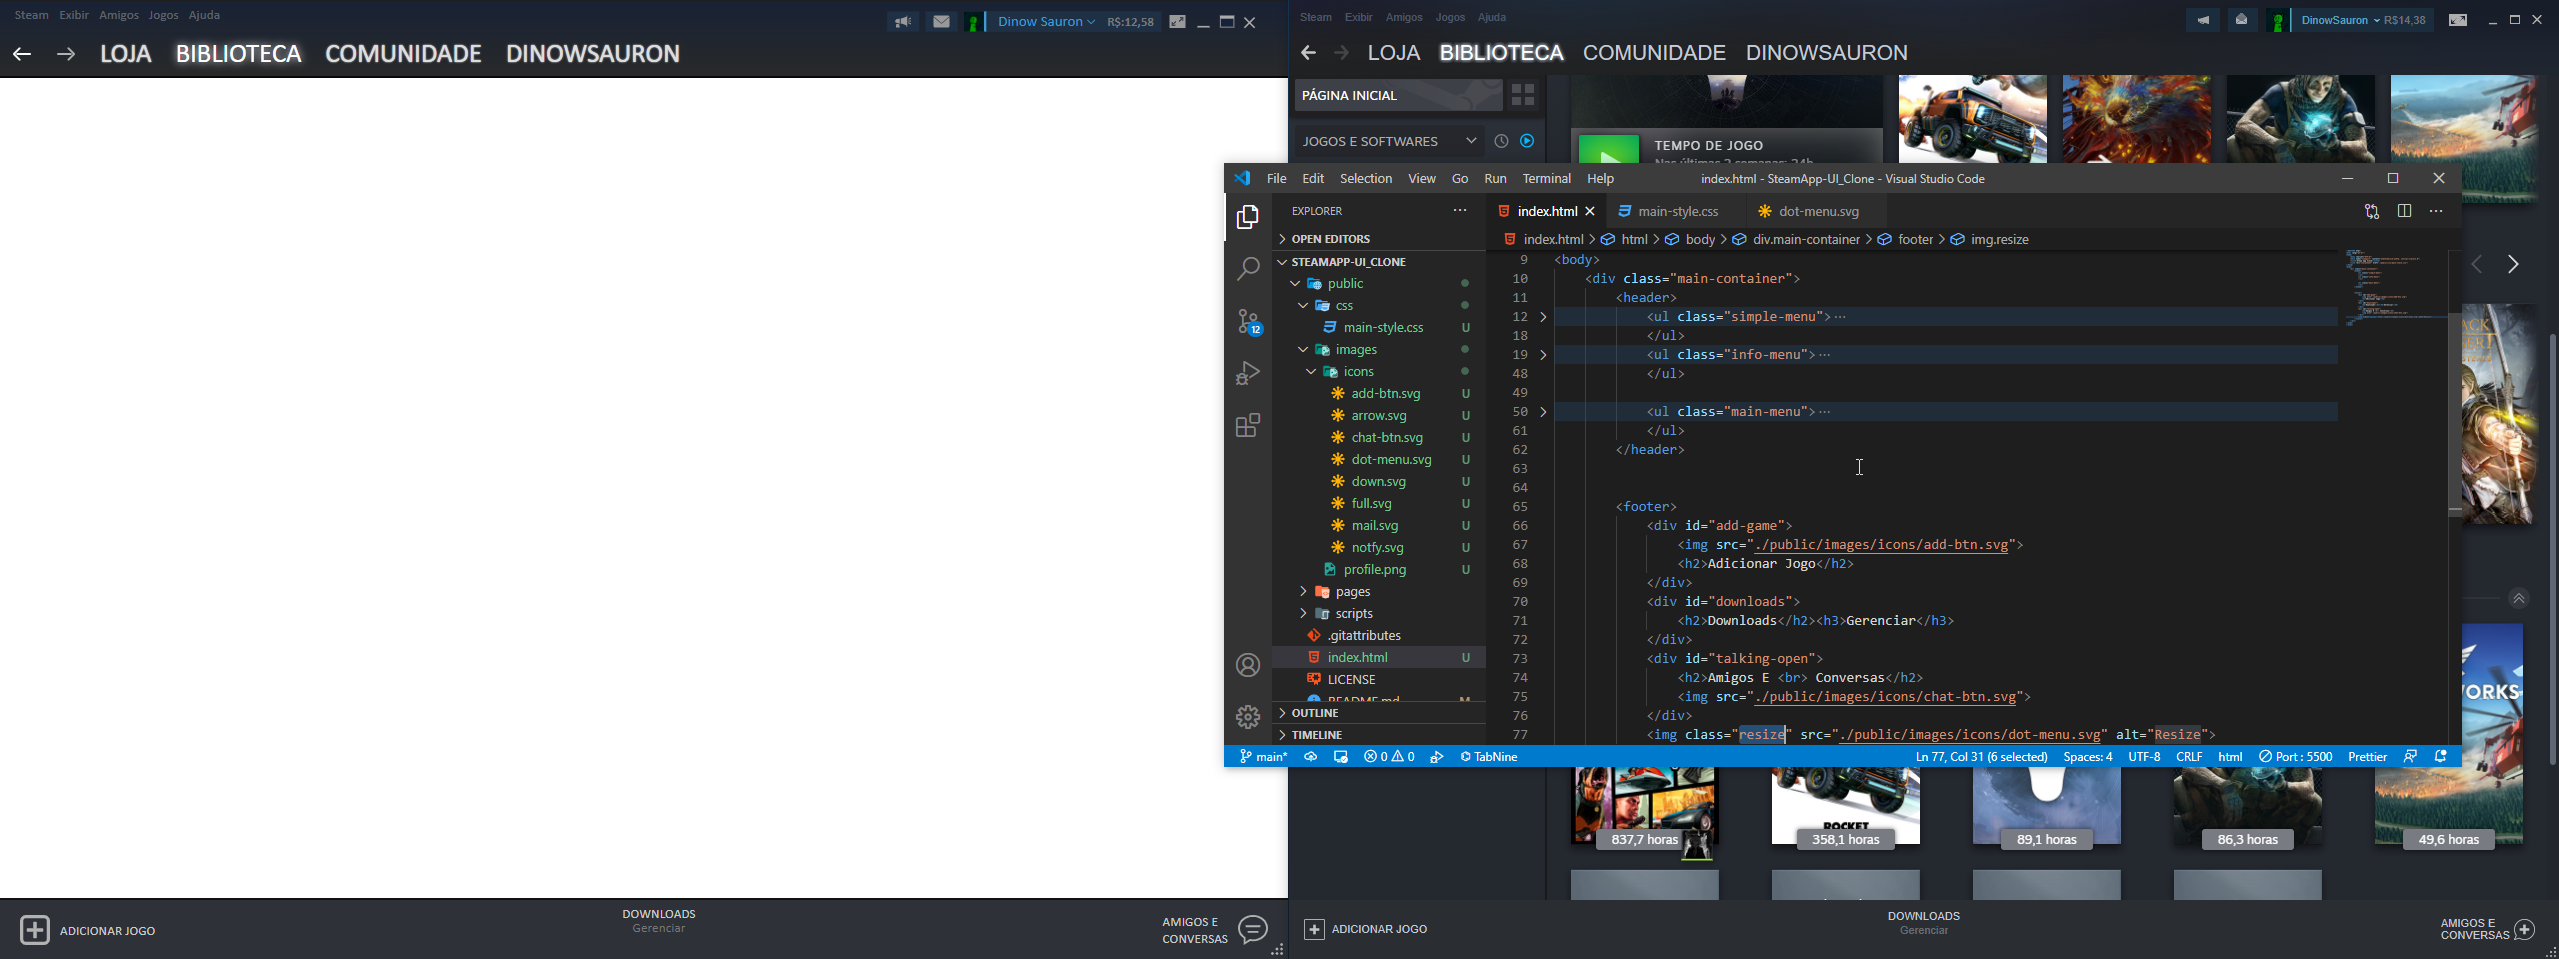 Steam Exibir Amigos Jogos Ajuda
Dinow Sauron R$:12,58
LOJA BIBLIOTECA COMUNIDADE DINOWSAURON
ADICIONAR JOGO
DOWNLOADS
Gerenciar
AMIGOS E
CONVERSAS
Steam Exibir Amigos Jogos Ajuda
DinowSauron R$14,38
LOJA BIBLIOTECA COMUNIDADE DINOWSAURON
PÁGINA INICIAL
JOGOS E SOFTWARES
TEMPO DE JOGO
Nas últimas 2 semanas: 24h
File Edit Selection View Go Run Terminal Help
index.html - SteamApp-UI_Clone - Visual Studio Code
EXPLORER
OPEN EDITORS
STEAMAPP-UI_CLONE
public
css
main-style.css U
images
icons
add-btn.svg U
arrow.svg U
chat-btn.svg U
dot-menu.svg U
down.svg U
full.svg U
mail.svg U
notfy.svg U
profile.png U
pages
scripts
.gitattributes
index.html U
LICENSE
README.md M
OUTLINE
TIMELINE
12
index.html main-style.css dot-menu.svg
index.html > html > body > div.main-container > footer > img.resize
9 <body>
10 <div class="main-container">
11 <header>
12 <ul class="simple-menu">···
18 </ul>
19 <ul class="info-menu">···
48 </ul>
49
50 <ul class="main-menu">···
61 </ul>
62 </header>
63
64
65 <footer>
66 <div id="add-game">
67 <img src="./public/images/icons/add-btn.svg">
68 <h2>Adicionar Jogo</h2>
69 </div>
70 <div id="downloads">
71 <h2>Downloads</h2><h3>Gerenciar</h3>
72 </div>
73 <div id="talking-open">
74 <h2>Amigos E <br> Conversas</h2>
75 <img src="./public/images/icons/chat-btn.svg">
76 </div>
77 <img class="resize" src="./public/images/icons/dot-menu.svg" alt="Resize">
main* 0 0 TabNine
Ln 77, Col 31 (6 selected) Spaces: 4 UTF-8 CRLF html Port : 5500 Prettier
WORKS
ROCKET
837,7 horas 358,1 horas 89,1 horas 86,3 horas 49,6 horas
ADICIONAR JOGO
DOWNLOADS
Gerenciar
AMIGOS E
CONVERSAS